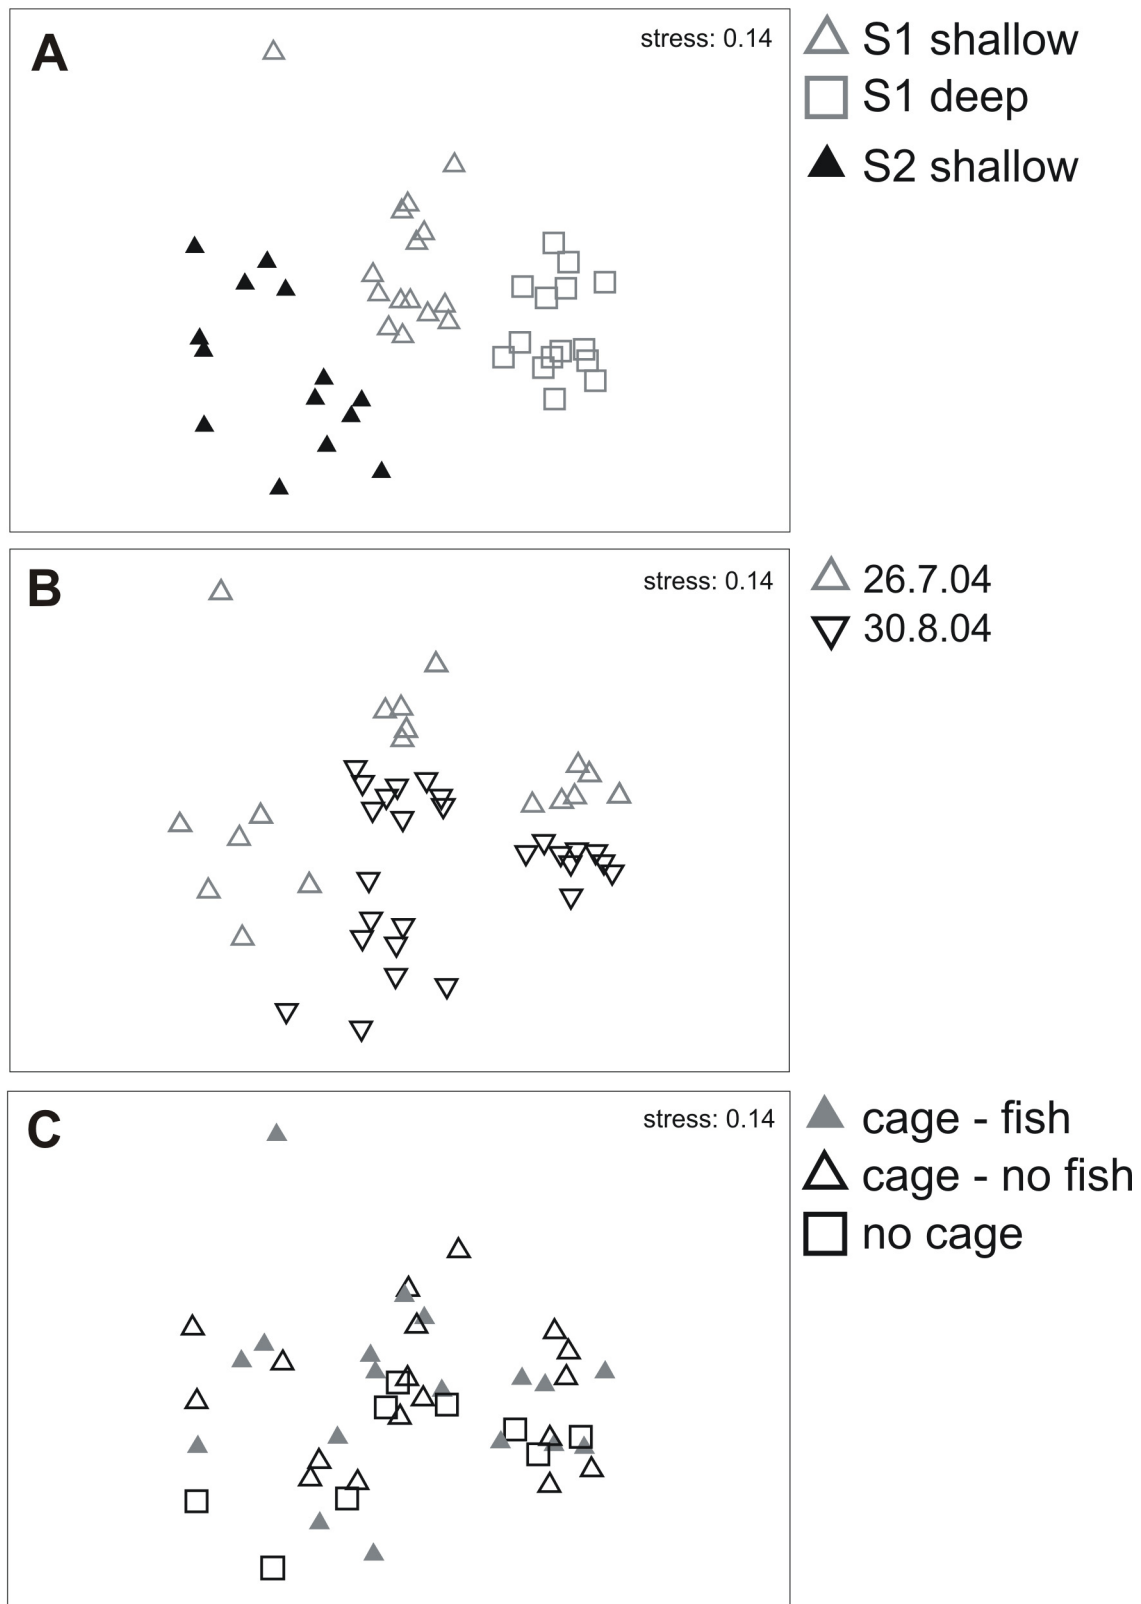 A
stress: 0.14
S1 shallow
S1 deep
S2 shallow
B
stress: 0.14
26.7.04
30.8.04
C
stress: 0.14
cage - fish
cage - no fish
no cage